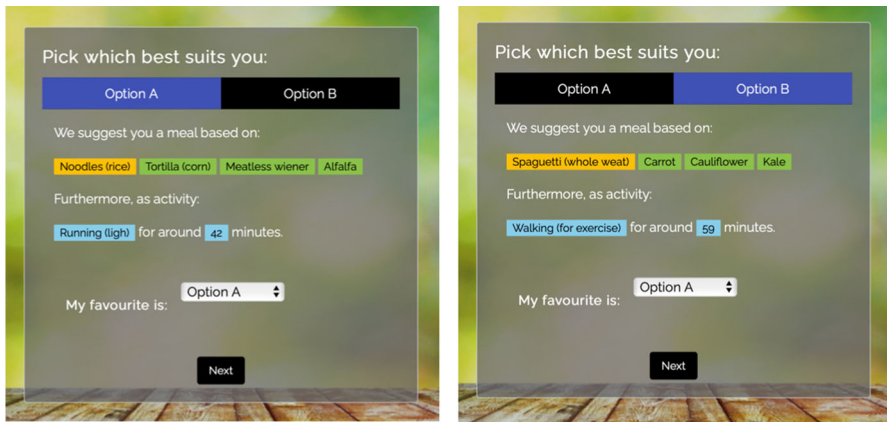 Pick which best suits you:
Option A Option B
We suggest you a meal based on:
Noodles (rice) Tortilla (corn) Meatless wiener Alfalfa
Furthermore, as activity:
Running (ligh) for around 42 minutes.
My favourite is: Option A
Next
Pick which best suits you:
Option A Option B
We suggest you a meal based on:
Spaguetti (whole weat) Carrot Cauliflower Kale
Furthermore, as activity:
Walking (for exercise) for around 59 minutes.
My favourite is: Option A
Next